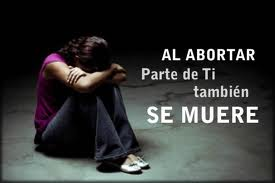 AL ABORTAR
Parte de Ti
también
SE MUERE